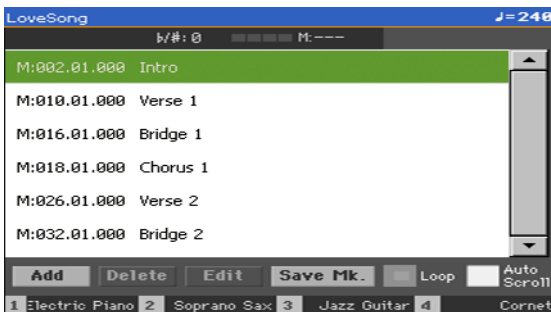 LoveSong ♩=240
b/#: 0 M:---
M:002.01.000 Intro
M:010.01.000 Verse 1
M:016.01.000 Bridge 1
M:018.01.000 Chorus 1
M:026.01.000 Verse 2
M:032.01.000 Bridge 2
Add Delete Edit Save Mk. Loop Auto Scroll
1 Electric Piano 2 Soprano Sax 3 Jazz Guitar 4 Cornet